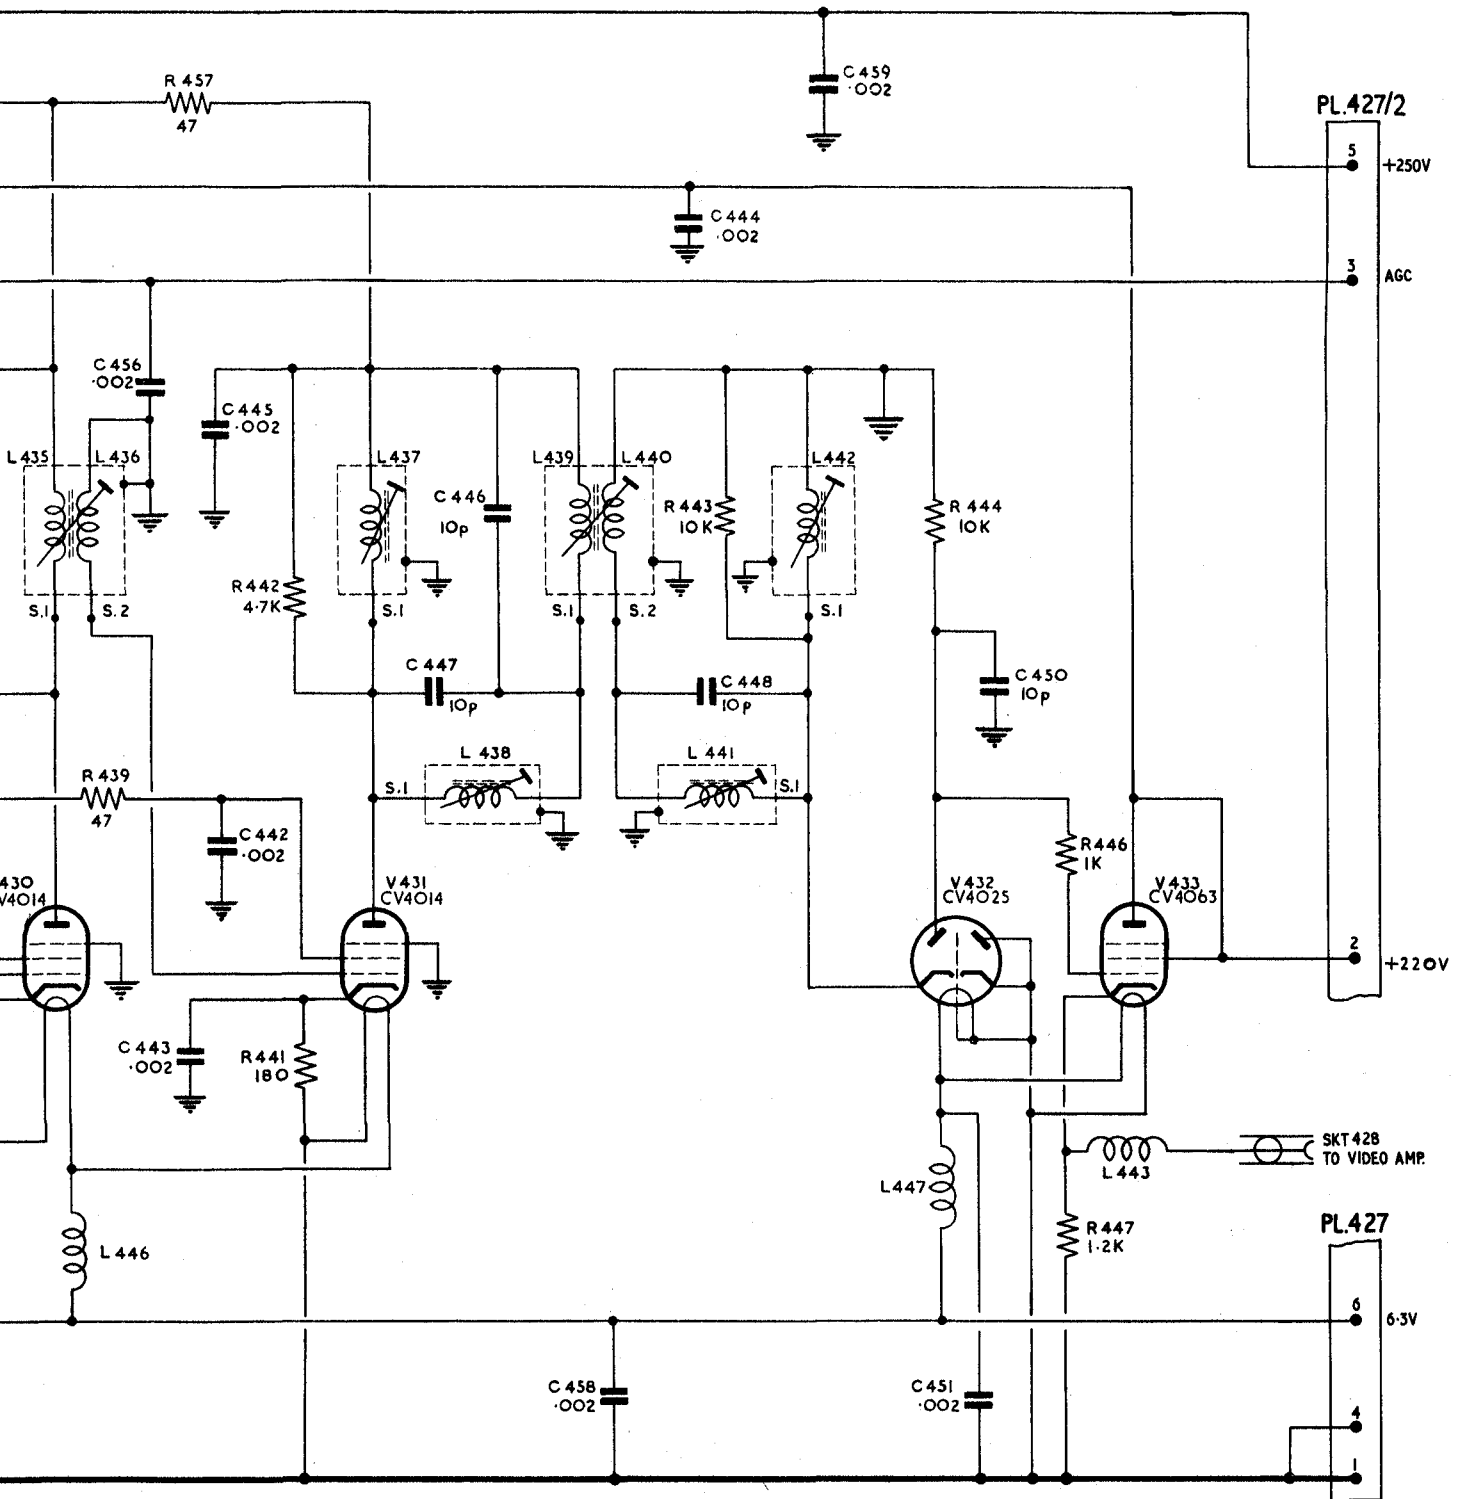 R 457
47
C 459
·002
PL.427/2
5
+250V
C 444
·002
3
AGC
C 456
·002
C 445
·002
L 435
L 436
L 437
L 439
L 440
L 442
C 446
10p
R 443
10K
R 444
10K
R 442
4·7K
S.1
S.2
S.1
S.1
S.2
S.1
C 447
10p
C 448
10p
C 450
10p
L 438
L 441
S.1
S.1
R 439
47
C 442
·002
R446
1K
430
V4014
V 431
CV4014
V 432
CV4025
V 433
CV4063
2
+220V
C 443
·002
R441
180
SKT 428
TO VIDEO AMP.
L 443
L447
L 446
R 447
1·2K
PL.427
6
6·3V
C 458
·002
C 451
·002
4
1